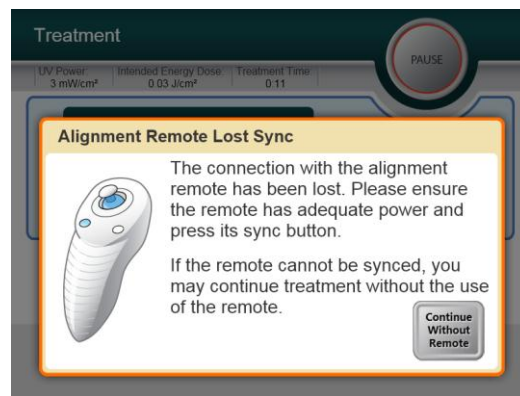 Treatment
PAUSE
UV Power: Intended Energy Dose: Treatment Time:
3 mW/cm² 0.03 J/cm² 0:11
Alignment Remote Lost Sync
The connection with the alignment
remote has been lost. Please ensure
the remote has adequate power and
press its sync button.
If the remote cannot be synced, you
may continue treatment without the use
of the remote.
Continue
Without
Remote